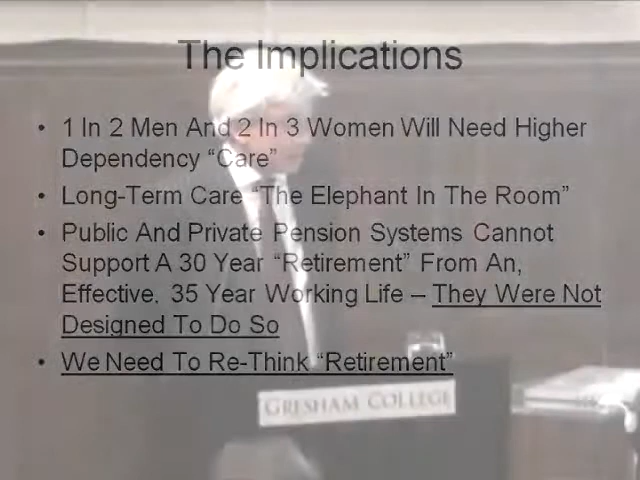 The Implications
• 1 In 2 Men And 2 In 3 Women Will Need Higher
Dependency “Care”
• Long-Term Care “The Elephant In The Room”
• Public And Private Pension Systems Cannot
Support A 30 Year “Retirement” From An,
Effective, 35 Year Working Life – They Were Not
Designed To Do So
• We Need To Re-Think “Retirement”
GRESHAM COLLEGE